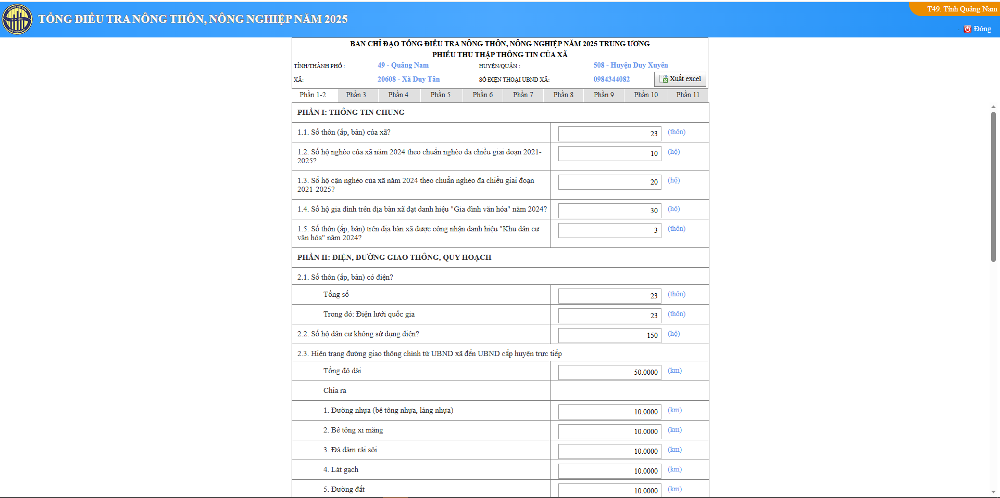 T49. Tỉnh Quảng Nam
TỔNG ĐIỀU TRA NÔNG THÔN, NÔNG NGHIỆP NĂM 2025
Đóng
BAN CHỈ ĐẠO TỔNG ĐIỀU TRA NÔNG THÔN, NÔNG NGHIỆP NĂM 2025 TRUNG ƯƠNG
PHIẾU THU THẬP THÔNG TIN CỦA XÃ
TỈNH/THÀNH PHỐ : 49 - Quảng Nam HUYỆN/QUẬN : 508 - Huyện Duy Xuyên
XÃ: 20608 - Xã Duy Tân SỐ ĐIỆN THOẠI UBND XÃ: 0984344082 Xuất excel
Phần 1-2 Phần 3 Phần 4 Phần 5 Phần 6 Phần 7 Phần 8 Phần 9 Phần 10 Phần 11
PHẦN I: THÔNG TIN CHUNG
1.1. Số thôn (ấp, bản) của xã? 23 (thôn)
1.2. Số hộ nghèo của xã năm 2024 theo chuẩn nghèo đa chiều giai đoạn 2021-
2025? 10 (hộ)
1.3. Số hộ cận nghèo của xã năm 2024 theo chuẩn nghèo đa chiều giai đoạn
2021-2025? 20 (hộ)
1.4. Số hộ gia đình trên địa bàn xã đạt danh hiệu "Gia đình văn hóa" năm 2024? 30 (hộ)
1.5. Số thôn (ấp, bản) trên địa bàn xã được công nhận danh hiệu "Khu dân cư
văn hóa" năm 2024? 3 (thôn)
PHẦN II: ĐIỆN, ĐƯỜNG GIAO THÔNG, QUY HOẠCH
2.1. Số thôn (ấp, bản) có điện?
Tổng số 23 (thôn)
Trong đó: Điện lưới quốc gia 23 (thôn)
2.2. Số hộ dân cư không sử dụng điện? 150 (hộ)
2.3. Hiện trạng đường giao thông chính từ UBND xã đến UBND cấp huyện trực tiếp
Tổng độ dài 50.0000 (km)
Chia ra
1. Đường nhựa (bê tông nhựa, láng nhựa) 10.0000 (km)
2. Bê tông xi măng 10.0000 (km)
3. Đá dăm rải sỏi 10.0000 (km)
4. Lát gạch 10.0000 (km)
5. Đường đất 10.0000 (km)